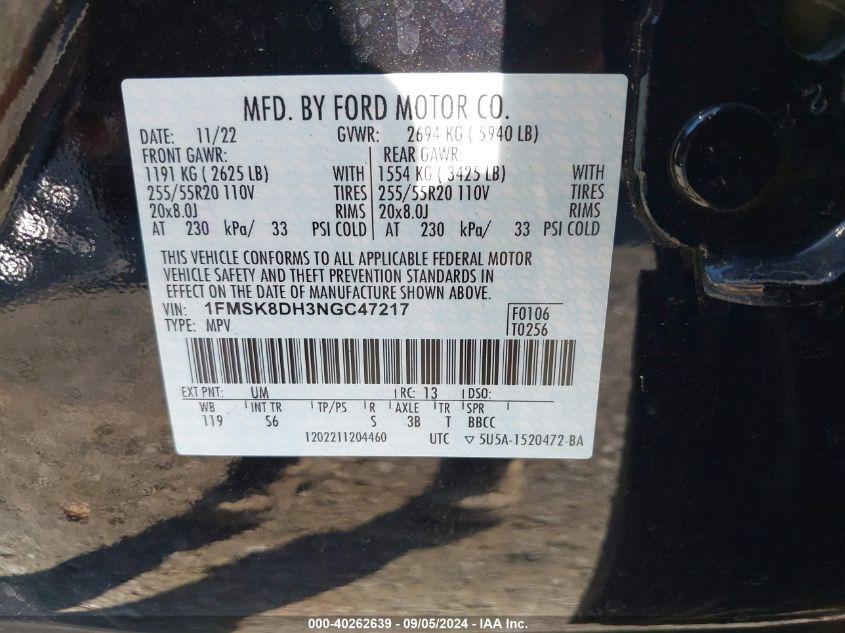 MFD. BY FORD MOTOR CO.
DATE: 11/22 GVWR: 2694 KG ( 5940 LB)
FRONT GAWR: REAR GAWR:
1191 KG ( 2625 LB) WITH 1554 KG ( 3425 LB) WITH
255/55R20 110V TIRES 255/55R20 110V TIRES
20x8.0J RIMS 20x8.0J RIMS
AT 230 kPa/ 33 PSI COLD AT 230 kPa/ 33 PSI COLD
THIS VEHICLE CONFORMS TO ALL APPLICABLE FEDERAL MOTOR
VEHICLE SAFETY AND THEFT PREVENTION STANDARDS IN
EFFECT ON THE DATE OF MANUFACTURE SHOWN ABOVE.
VIN: 1FMSK8DH3NGC47217 F0106
TYPE: MPV T0256
EXT PNT: UM RC: 13 DSO:
WB INT TR TP/PS R AXLE TR SPR
119 S6 S 3B T BBCC
1202211204460 UTC ▽ 5U5A-1520472-BA
000-40262639 - 09/05/2024 - IAA Inc.